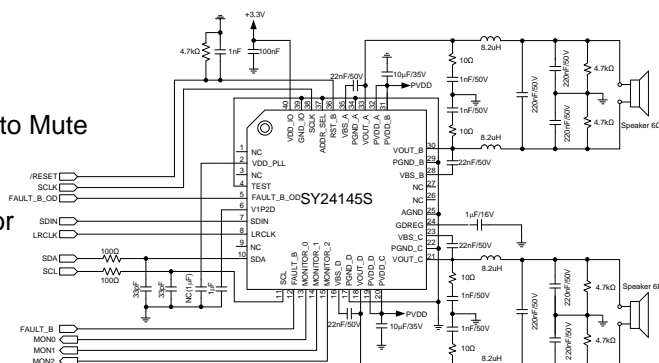 +3.3V
4.7kΩ
1nF
100nF
22nF/50V
10μF/35V
PVDD
10Ω
1nF/50V
1nF/50V
10Ω
8.2uH
8.2uH
220nF/50V
220nF/50V
220nF/50V
4.7kΩ
4.7kΩ
Speaker 6Ω
to Mute
or
40 39 38 37 36 35 34 33 32 31
VDD_IO
GND_IO
SCLK
ADDR_SEL
RST_B
VBS_A
PGND_A
VOUT_A
PVDD_A
PVDD_B
1 NC
2 VDD_PLL
3 NC
4 TEST
5 FAULT_B_OD
6 V1P2D
7 SDIN
8 LRCLK
9 NC
10 SDA
SY24145S
VOUT_B 30
PGND_B 29
VBS_B 28
NC 27
NC 26
AGND 25
GDREG 24
VBS_C 23
PGND_C 22
VOUT_C 21
22nF/50V
1μF/16V
22nF/50V
/RESET
SCLK
FAULT_B_OD
SDIN
LRCLK
SDA
SCL
100Ω
100Ω
33pF
33pF
NC(1μF)
1μF
SCL
FAULT_B
MONITOR_0
MONITOR_1
MONITOR_2
VBS_D
PGND_D
VOUT_D
PVDD_D
PVDD_C
11 12 13 14 15 16 17 18 19 20
22nF/50V
PVDD
10μF/35V
10Ω
1nF/50V
1nF/50V
10Ω
8.2uH
8.2uH
220nF/50V
220nF/50V
220nF/50V
4.7kΩ
4.7kΩ
Speaker 6Ω
FAULT_B
MON0
MON1
MON2